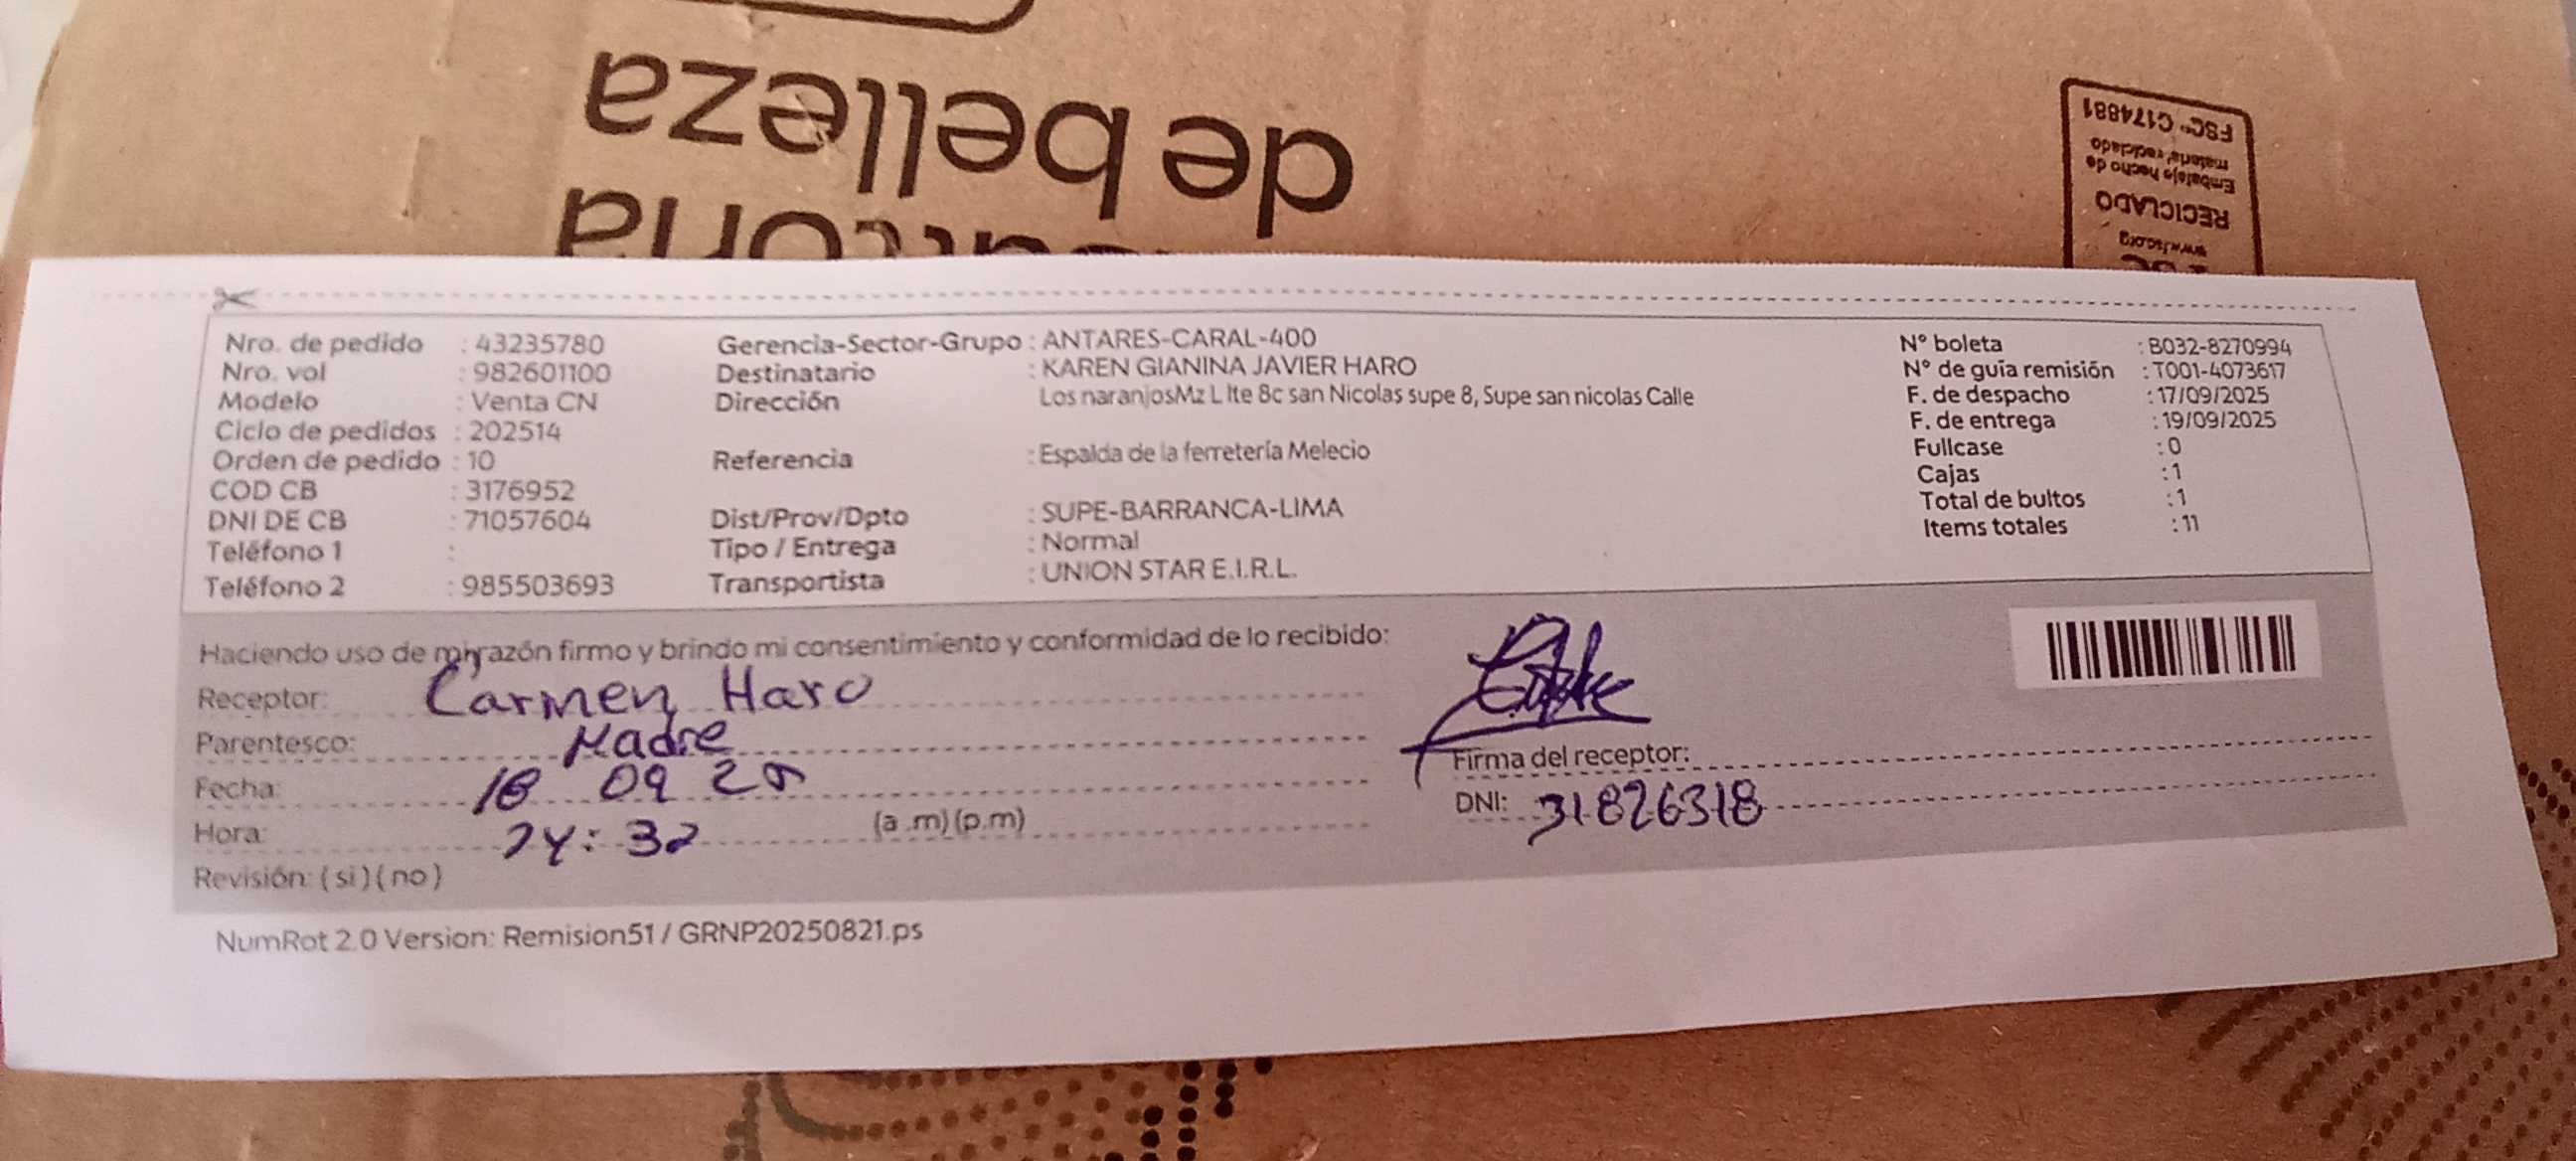 de belleza
FSC® C174881
material reciclado
Embalaje hecho de
RECICLADO
www.fsc.org
Nro. de pedido : 43235780
Nro. vol : 982601100
Modelo : Venta CN
Ciclo de pedidos : 202514
Orden de pedido : 10
COD CB : 3176952
DNI DE CB : 71057604
Teléfono 1 :
Teléfono 2 : 985503693
Gerencia-Sector-Grupo : ANTARES-CARAL-400
Destinatario : KAREN GIANINA JAVIER HARO
Dirección Los naranjosMz L lte 8c san Nicolas supe 8, Supe san nicolas Calle
Referencia : Espalda de la ferretería Melecio
Dist/Prov/Dpto : SUPE-BARRANCA-LIMA
Tipo / Entrega : Normal
Transportista : UNION STAR E.I.R.L.
N° boleta : B032-8270994
N° de guía remisión : T001-4073617
F. de despacho : 17/09/2025
F. de entrega : 19/09/2025
Fullcase : 0
Cajas : 1
Total de bultos : 1
Items totales : 11
Haciendo uso de mi razón firmo y brindo mi consentimiento y conformidad de lo recibido:
Receptor: Carmen Haro
Parentesco: Madre
Fecha: 18 09 25
Hora: 14:32 (a.m) (p.m)
Revisión: (si) (no)
Firma del receptor:
DNI: 31826318
NumRot 2.0 Version: Remision51 / GRNP20250821.ps